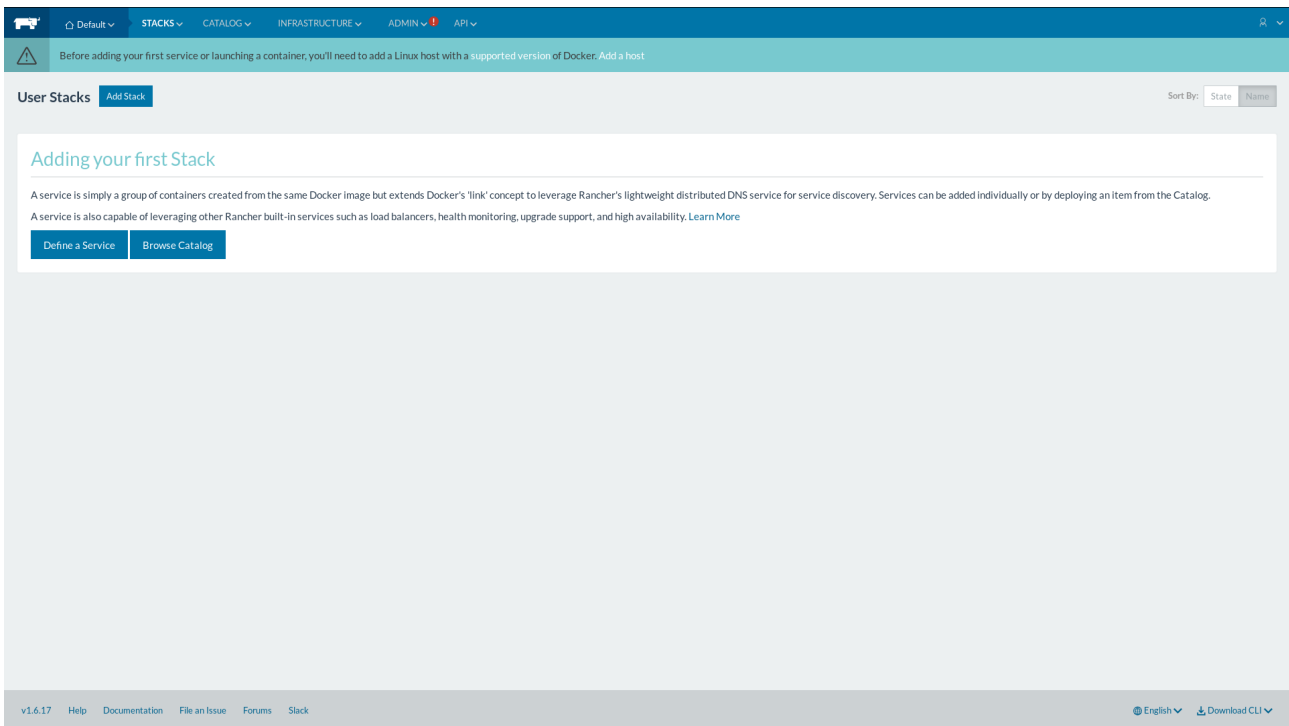 Default STACKS CATALOG INFRASTRUCTURE ADMIN ! API
Before adding your first service or launching a container, you'll need to add a Linux host with a supported version of Docker. Add a host
User Stacks Add Stack Sort By: State Name
Adding your first Stack
A service is simply a group of containers created from the same Docker image but extends Docker's 'link' concept to leverage Rancher's lightweight distributed DNS service for service discovery. Services can be added individually or by deploying an item from the Catalog.
A service is also capable of leveraging other Rancher built-in services such as load balancers, health monitoring, upgrade support, and high availability. Learn More
Define a Service Browse Catalog
v1.6.17 Help Documentation File an Issue Forums Slack English Download CLI